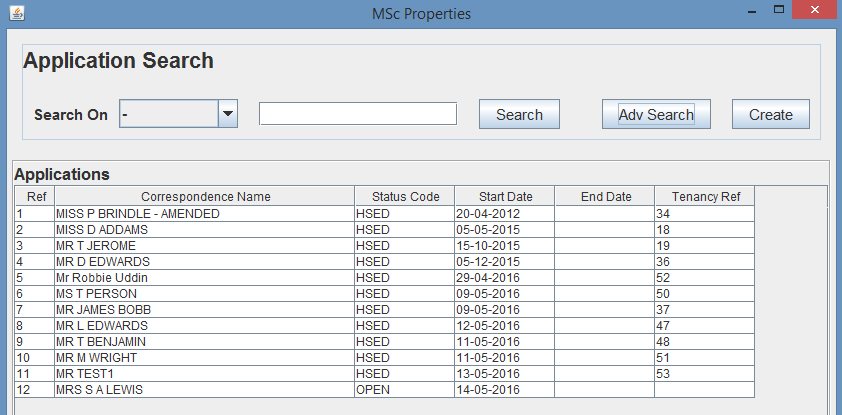 MSc Properties
Application Search
Search On - Search Adv Search Create
Applications
Ref Correspondence Name Status Code Start Date End Date Tenancy Ref
1 MISS P BRINDLE - AMENDED HSED 20-04-2012 34
2 MISS D ADDAMS HSED 05-05-2015 18
3 MR T JEROME HSED 15-10-2015 19
4 MR D EDWARDS HSED 05-12-2015 36
5 Mr Robbie Uddin HSED 29-04-2016 52
6 MS T PERSON HSED 09-05-2016 50
7 MR JAMES BOBB HSED 09-05-2016 37
8 MR L EDWARDS HSED 12-05-2016 47
9 MR T BENJAMIN HSED 11-05-2016 48
10 MR M WRIGHT HSED 11-05-2016 51
11 MR TEST1 HSED 13-05-2016 53
12 MRS S A LEWIS OPEN 14-05-2016